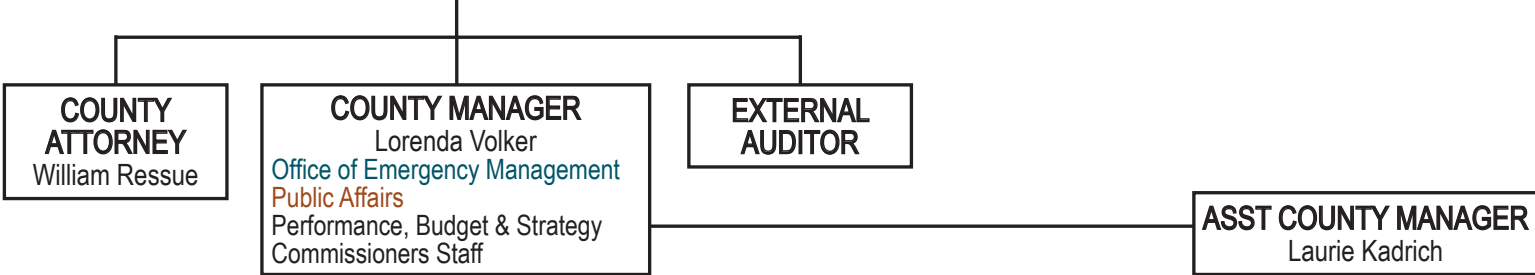 COUNTY
ATTORNEY
William Ressue
COUNTY MANAGER
Lorenda Volker
Office of Emergency Management
Public Affairs
Performance, Budget & Strategy
Commissioners Staff
EXTERNAL
AUDITOR
ASST COUNTY MANAGER
Laurie Kadrich